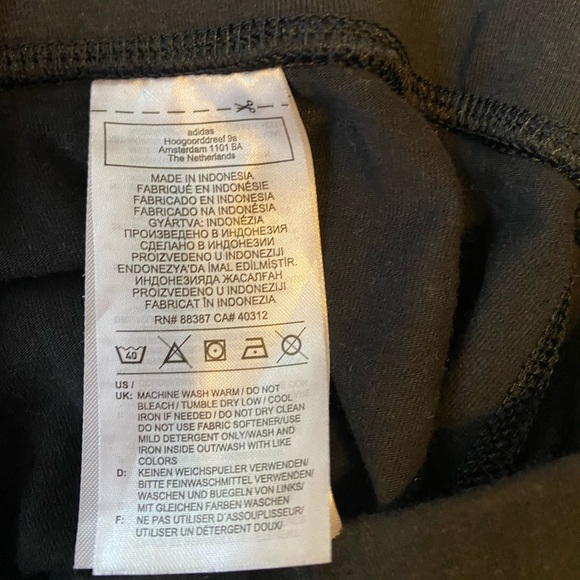 adidas
Hoogoorddreef 9a
Amsterdam 1101 BA
The Netherlands
MADE IN INDONESIA
FABRIQUÉ EN INDONÉSIE
FABRICADO EN INDONESIA
FABRICADO NA INDONÉSIA
GYÁRTVA: INDONÉZIA
ПРОИЗВЕДЕНО В ИНДОНЕЗИЯ
СДЕЛАНО В ИНДОНЕЗИИ
PROIZVEDENO U INDONEZIJI
ENDONEZYA'DA İMAL EDİLMİŞTİR.
ИНДОНЕЗИЯДА ЖАСАЛҒАН
PROIZVEDENO U INDONEZIJI
FABRICAT ÎN INDONEZIA
RN# 88387 CA# 40312
40
US /
UK: MACHINE WASH WARM / DO NOT
BLEACH / TUMBLE DRY LOW / COOL
IRON IF NEEDED / DO NOT DRY CLEAN
DO NOT USE FABRIC SOFTENER/USE
MILD DETERGENT ONLY/WASH AND
IRON INSIDE OUT/WASH WITH LIKE
COLORS
D: KEINEN WEICHSPUELER VERWENDEN/
BITTE FEINWASCHMITTEL VERWENDEN/
WASCHEN UND BUEGELN VON LINKS/
MIT GLEICHEN FARBEN WASCHEN
F: NE PAS UTILISER D'ASSOUPLISSEUR/
UTILISER UN DÉTERGENT DOUX/